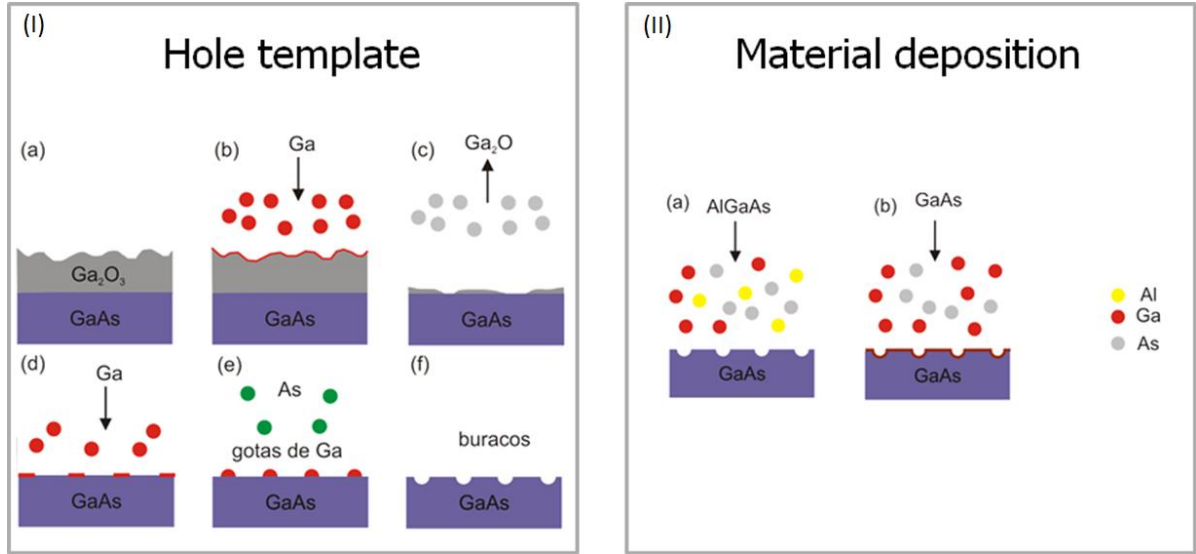 (I)
Hole template
(a)
Ga₂O₃
GaAs
(b)
Ga
GaAs
(c)
Ga₂O
GaAs
(d)
Ga
GaAs
(e)
As
gotas de Ga
GaAs
(f)
buracos
GaAs
(II)
Material deposition
(a)
AlGaAs
GaAs
(b)
GaAs
GaAs
Al
Ga
As